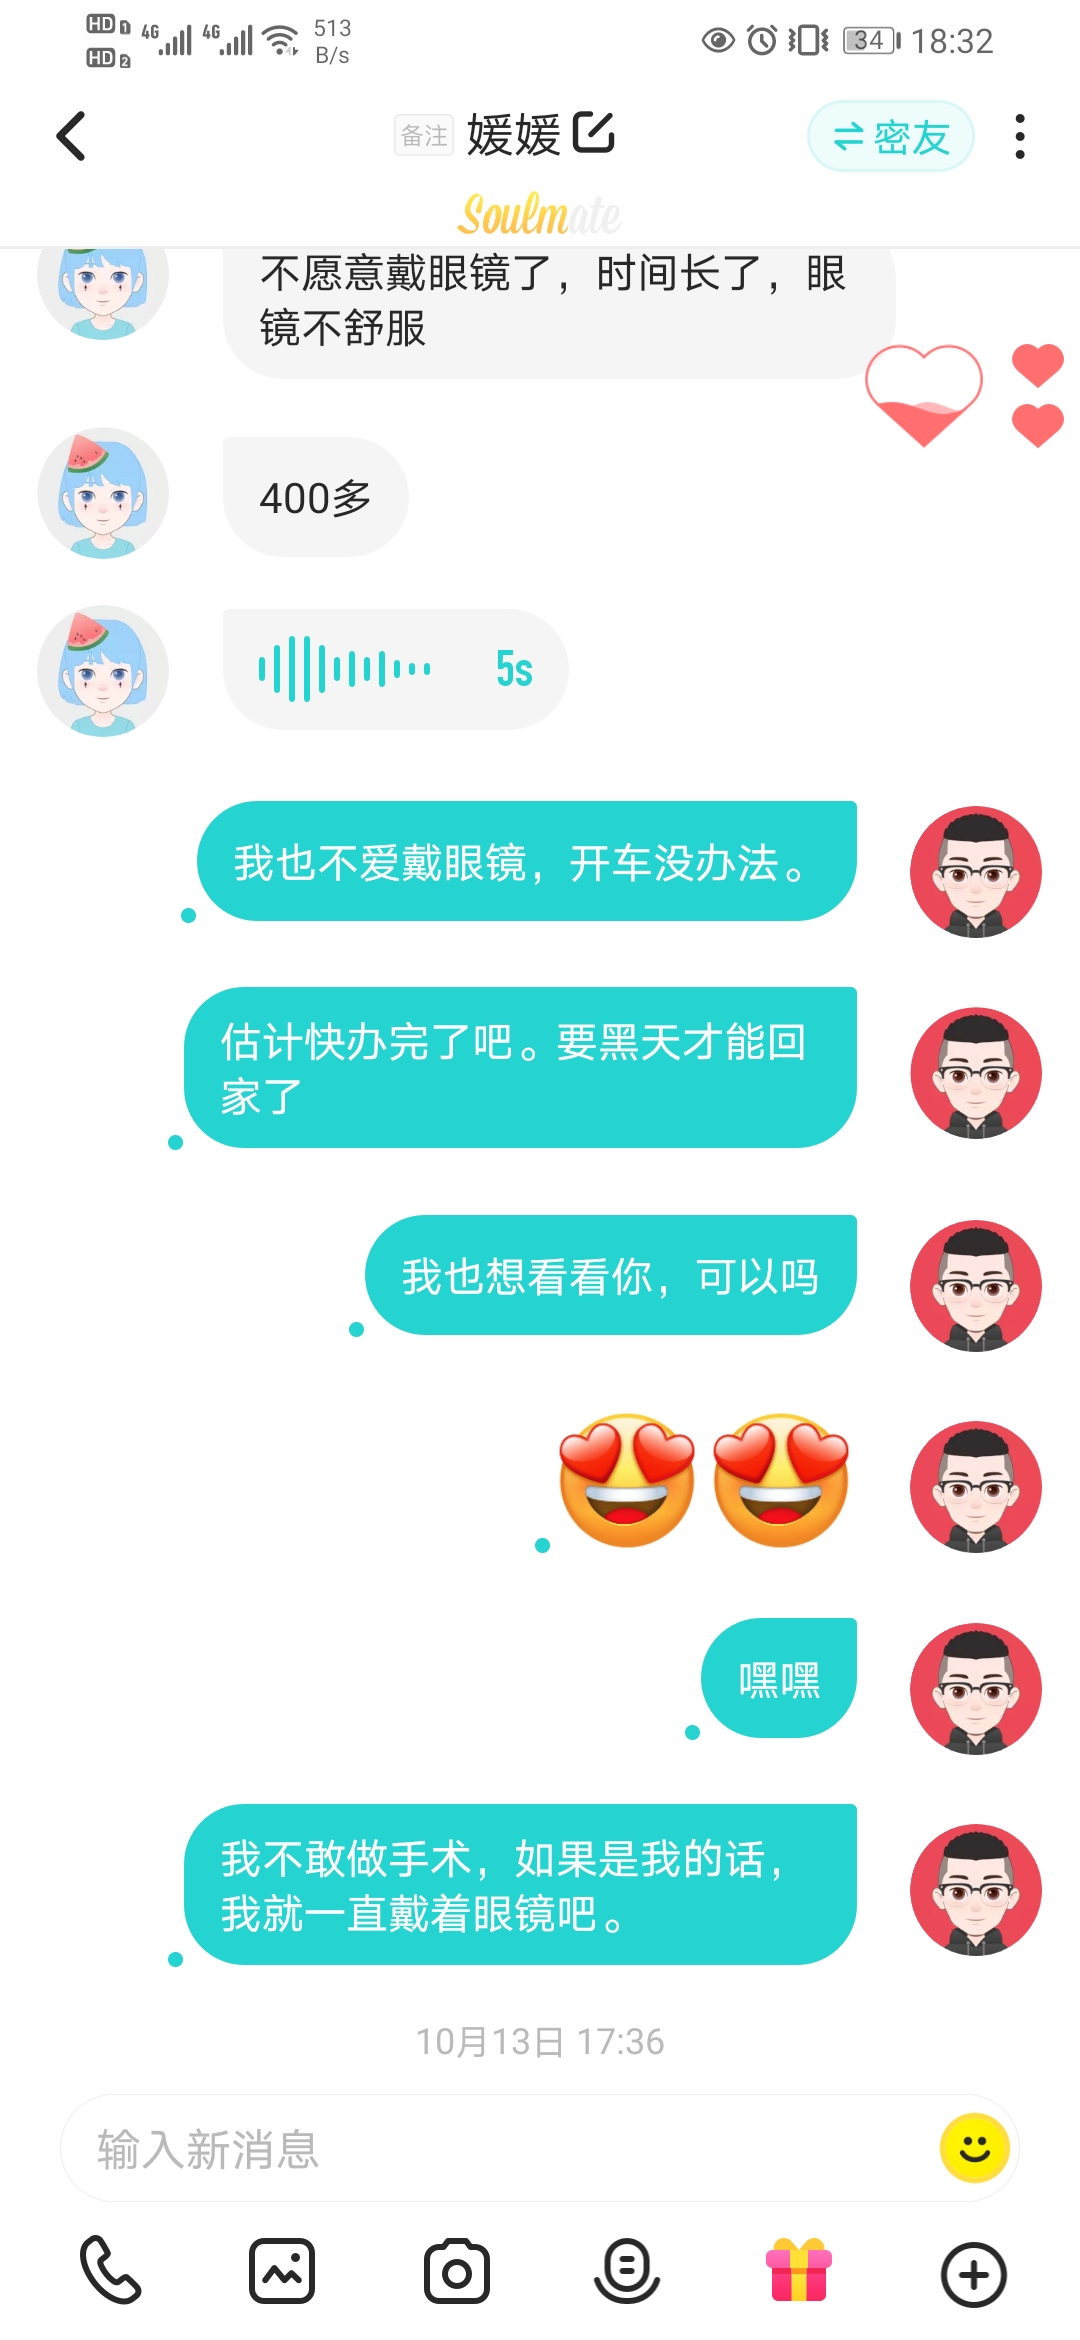 HD 1 4G 4G 513
HD 2 B/s
34 18:32
备注 媛媛 密友
Soulmate
不愿意戴眼镜了，时间长了，眼
镜不舒服
400多
5s
我也不爱戴眼镜，开车没办法。
估计快办完了吧。要黑天才能回
家了
我也想看看你，可以吗
嘿嘿
我不敢做手术，如果是我的话，
我就一直戴着眼镜吧。
10月13日 17:36
输入新消息